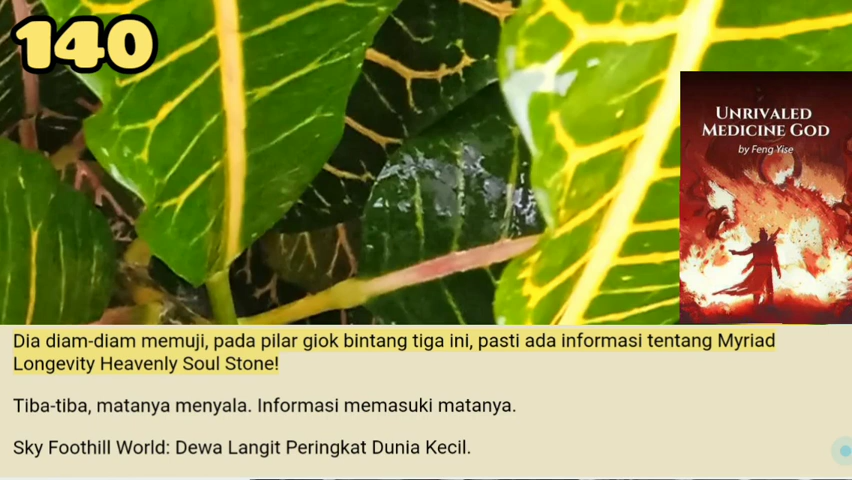 140
UNRIVALED
MEDICINE GOD
by Feng Yise
Dia diam-diam memuji, pada pilar giok bintang tiga ini, pasti ada informasi tentang Myriad
Longevity Heavenly Soul Stone!
Tiba-tiba, matanya menyala. Informasi memasuki matanya.
Sky Foothill World: Dewa Langit Peringkat Dunia Kecil.